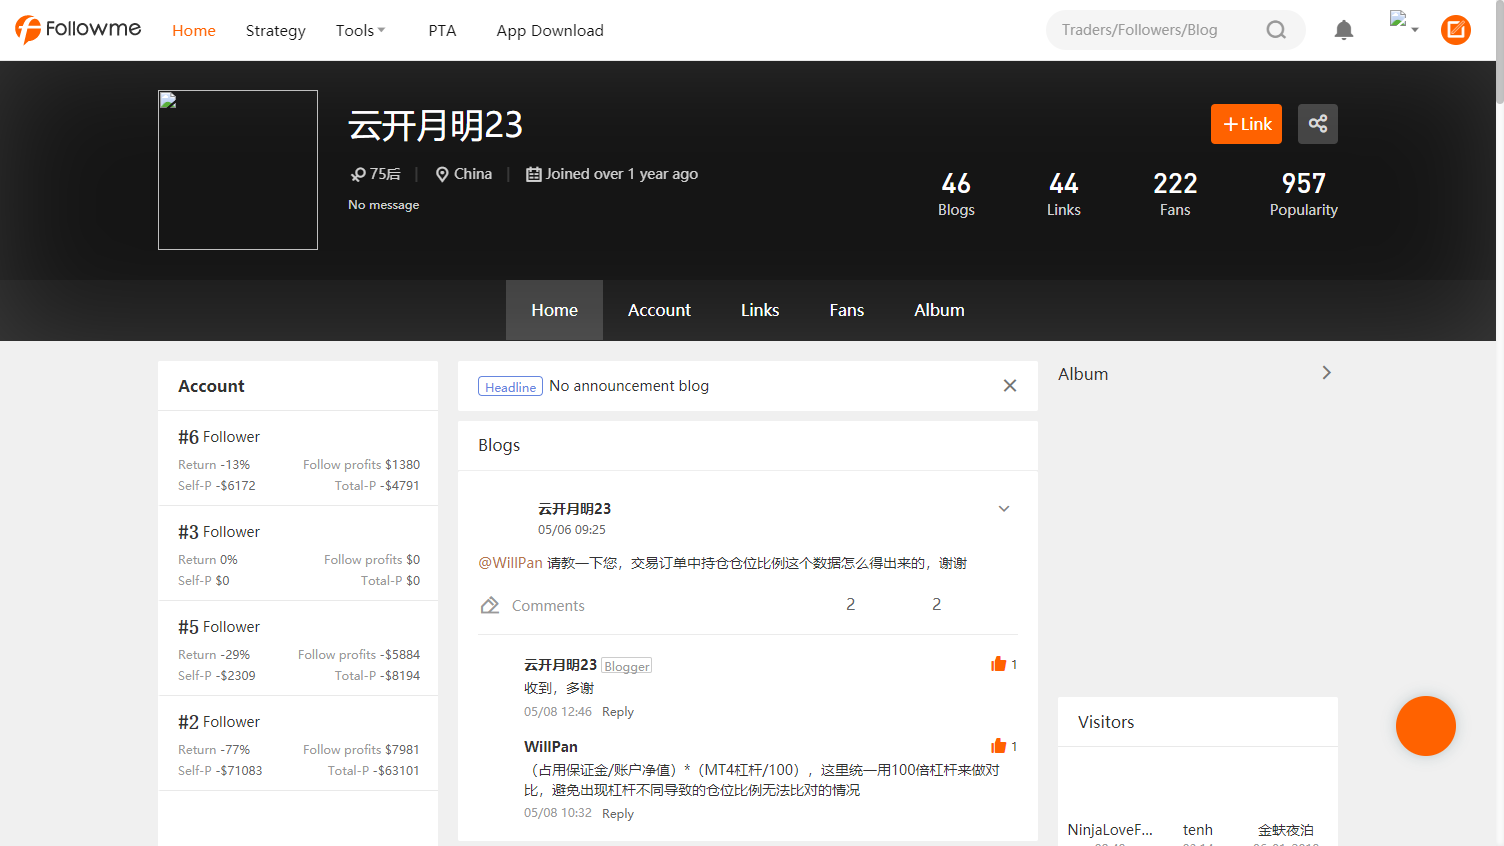 Followme
Home
Strategy
Tools
PTA
App Download
Traders/Followers/Blog
云开月明23
+Link
75后
China
Joined over 1 year ago
No message
46
Blogs
44
Links
222
Fans
957
Popularity
Home
Account
Links
Fans
Album
Account
#6 Follower
Return -13% Follow profits $1380
Self-P -$6172 Total-P -$4791
#3 Follower
Return 0% Follow profits $0
Self-P $0 Total-P $0
#5 Follower
Return -29% Follow profits -$5884
Self-P -$2309 Total-P -$8194
#2 Follower
Return -77% Follow profits $7981
Self-P -$71083 Total-P -$63101
Headline No announcement blog
Blogs
云开月明23
05/06 09:25
@WillPan 请教一下您，交易订单中持仓仓位比例这个数据怎么得出来的，谢谢
Comments 2 2
云开月明23 Blogger 1
收到，多谢
05/08 12:46 Reply
WillPan 1
（占用保证金/账户净值）*（MT4杠杆/100），这里统一用100倍杠杆来做对
比，避免出现杠杆不同导致的仓位比例无法比对的情况
05/08 10:32 Reply
Album
Visitors
NinjaLoveF... tenh 金蚨夜泊